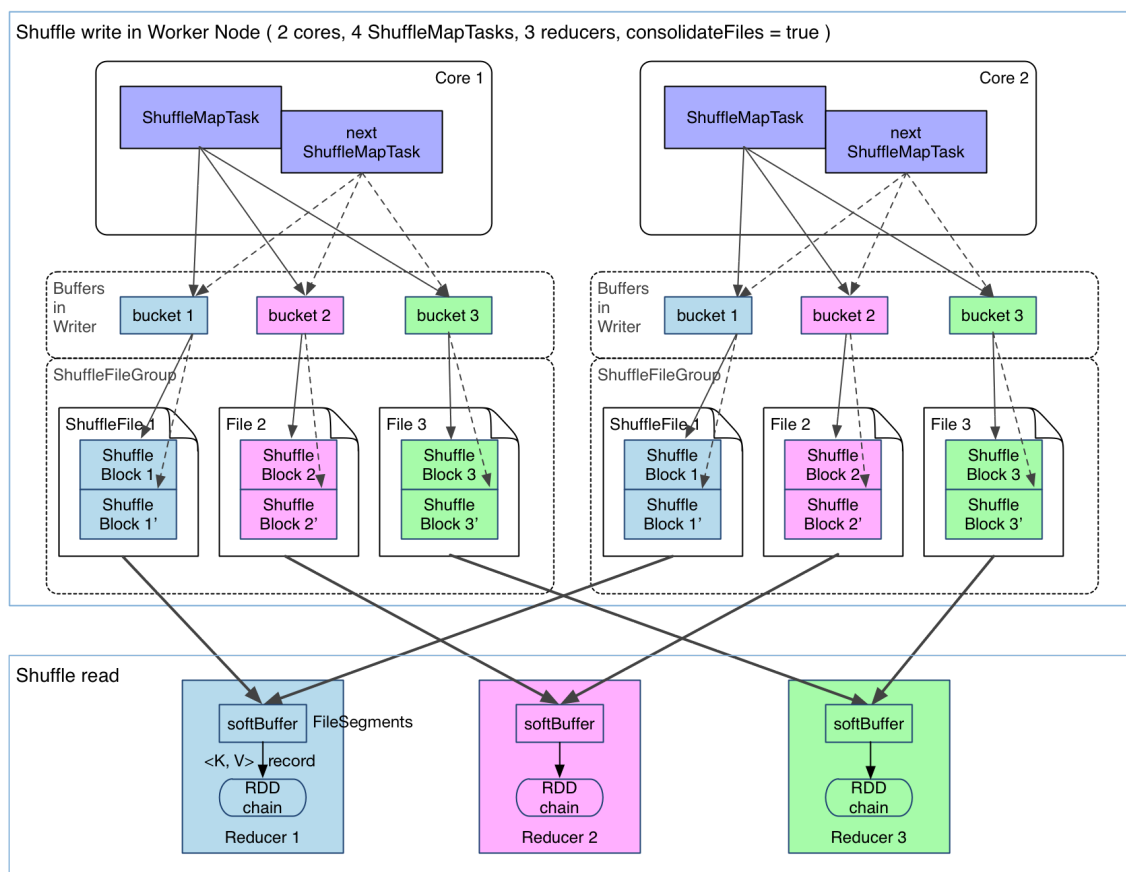 Shuffle write in Worker Node ( 2 cores, 4 ShuffleMapTasks, 3 reducers, consolidateFiles = true )
Core 1
ShuffleMapTask
next
ShuffleMapTask
Core 2
ShuffleMapTask
next
ShuffleMapTask
Buffers
in
Writer
bucket 1
bucket 2
bucket 3
Buffers
in
Writer
bucket 1
bucket 2
bucket 3
ShuffleFileGroup
ShuffleFile 1
Shuffle
Block 1
Shuffle
Block 1’
File 2
Shuffle
Block 2
Shuffle
Block 2’
File 3
Shuffle
Block 3
Shuffle
Block 3’
ShuffleFileGroup
ShuffleFile 1
Shuffle
Block 1
Shuffle
Block 1’
File 2
Shuffle
Block 2
Shuffle
Block 2’
File 3
Shuffle
Block 3
Shuffle
Block 3’
Shuffle read
softBuffer
FileSegments
<K, V> record
RDD
chain
Reducer 1
softBuffer
RDD
chain
Reducer 2
softBuffer
RDD
chain
Reducer 3